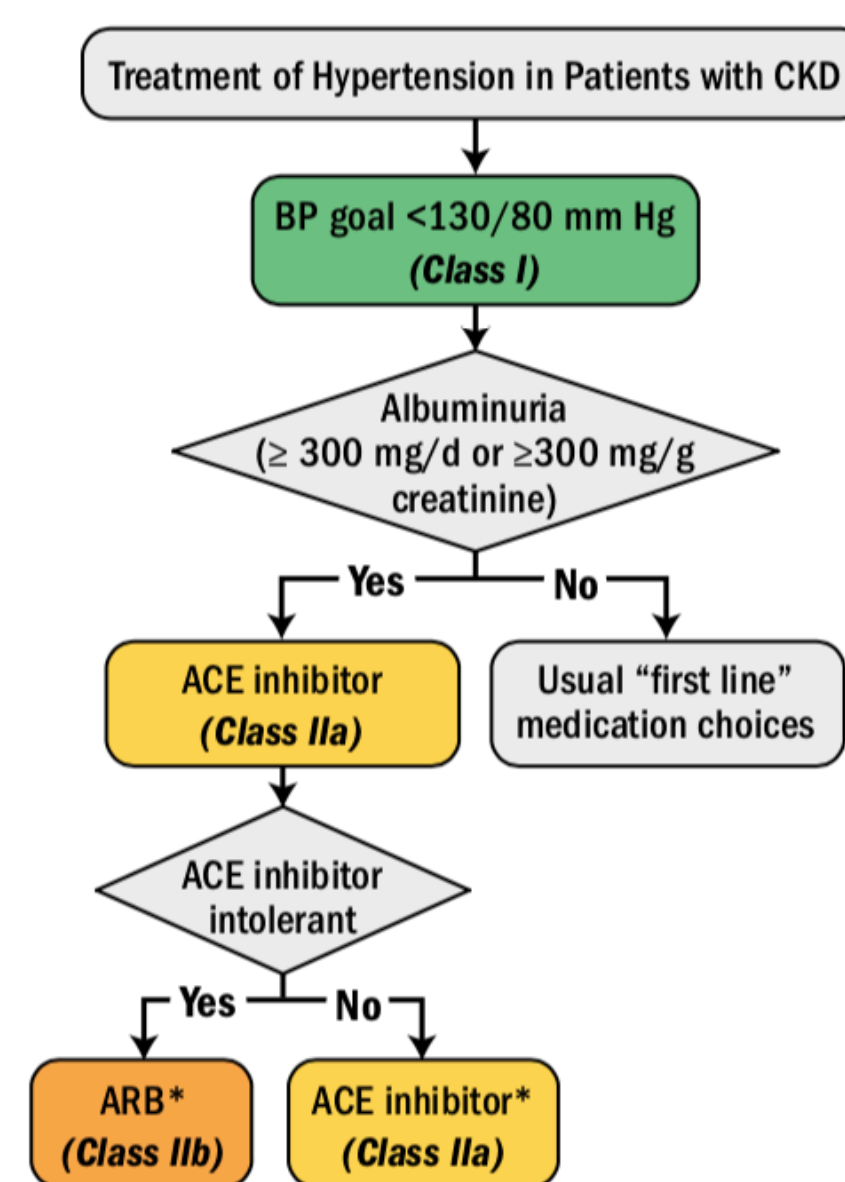 Treatment of Hypertension in Patients with CKD
BP goal <130/80 mm Hg
(Class I)
Albuminuria
(≥ 300 mg/d or ≥300 mg/g
creatinine)
Yes
No
ACE inhibitor
(Class IIa)
Usual “first line”
medication choices
ACE inhibitor
intolerant
Yes
No
ARB*
(Class IIb)
ACE inhibitor*
(Class IIa)